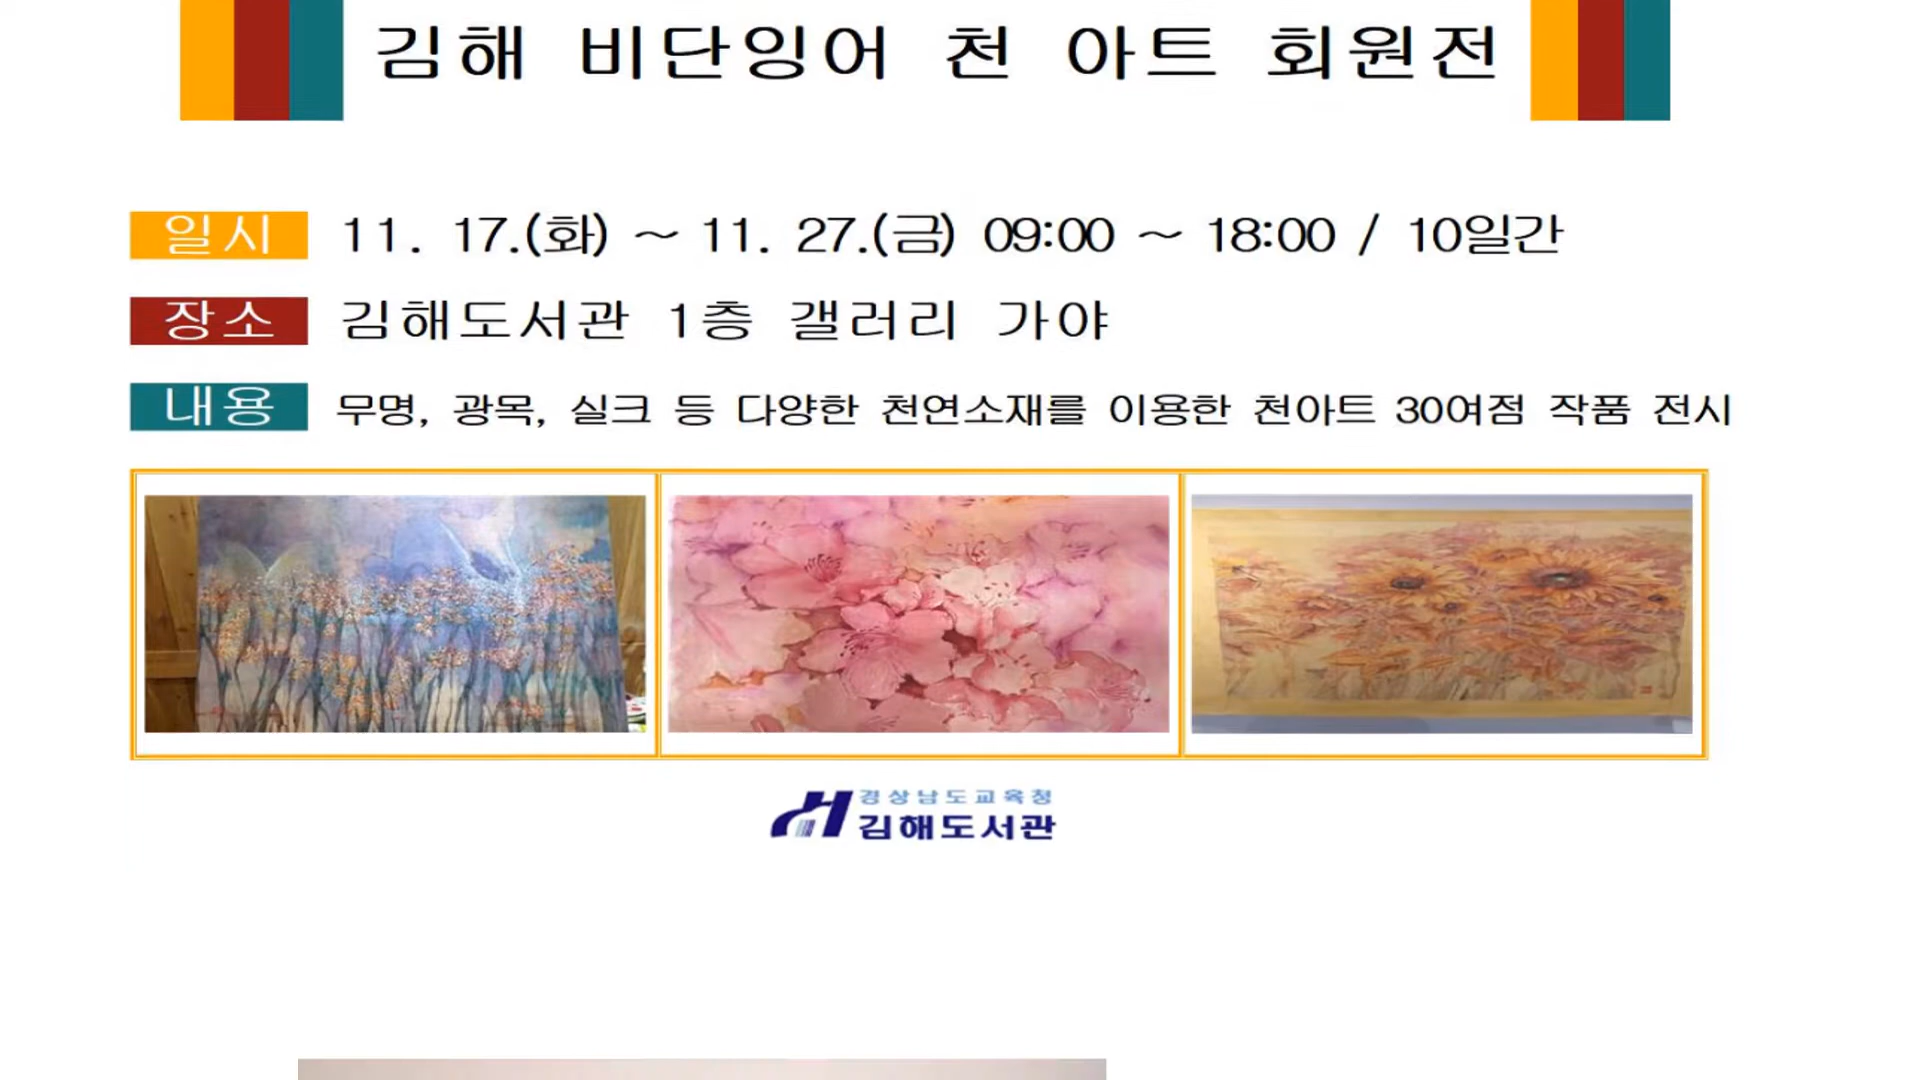 김해 비단잉어 천 아트 회원전
일시 11. 17.(화) ~ 11. 27.(금) 09:00 ~ 18:00 / 10일간
장소 김해도서관 1층 갤러리 가야
내용 무명, 광목, 실크 등 다양한 천연소재를 이용한 천아트 30여점 작품 전시
경상남도교육청
김해도서관